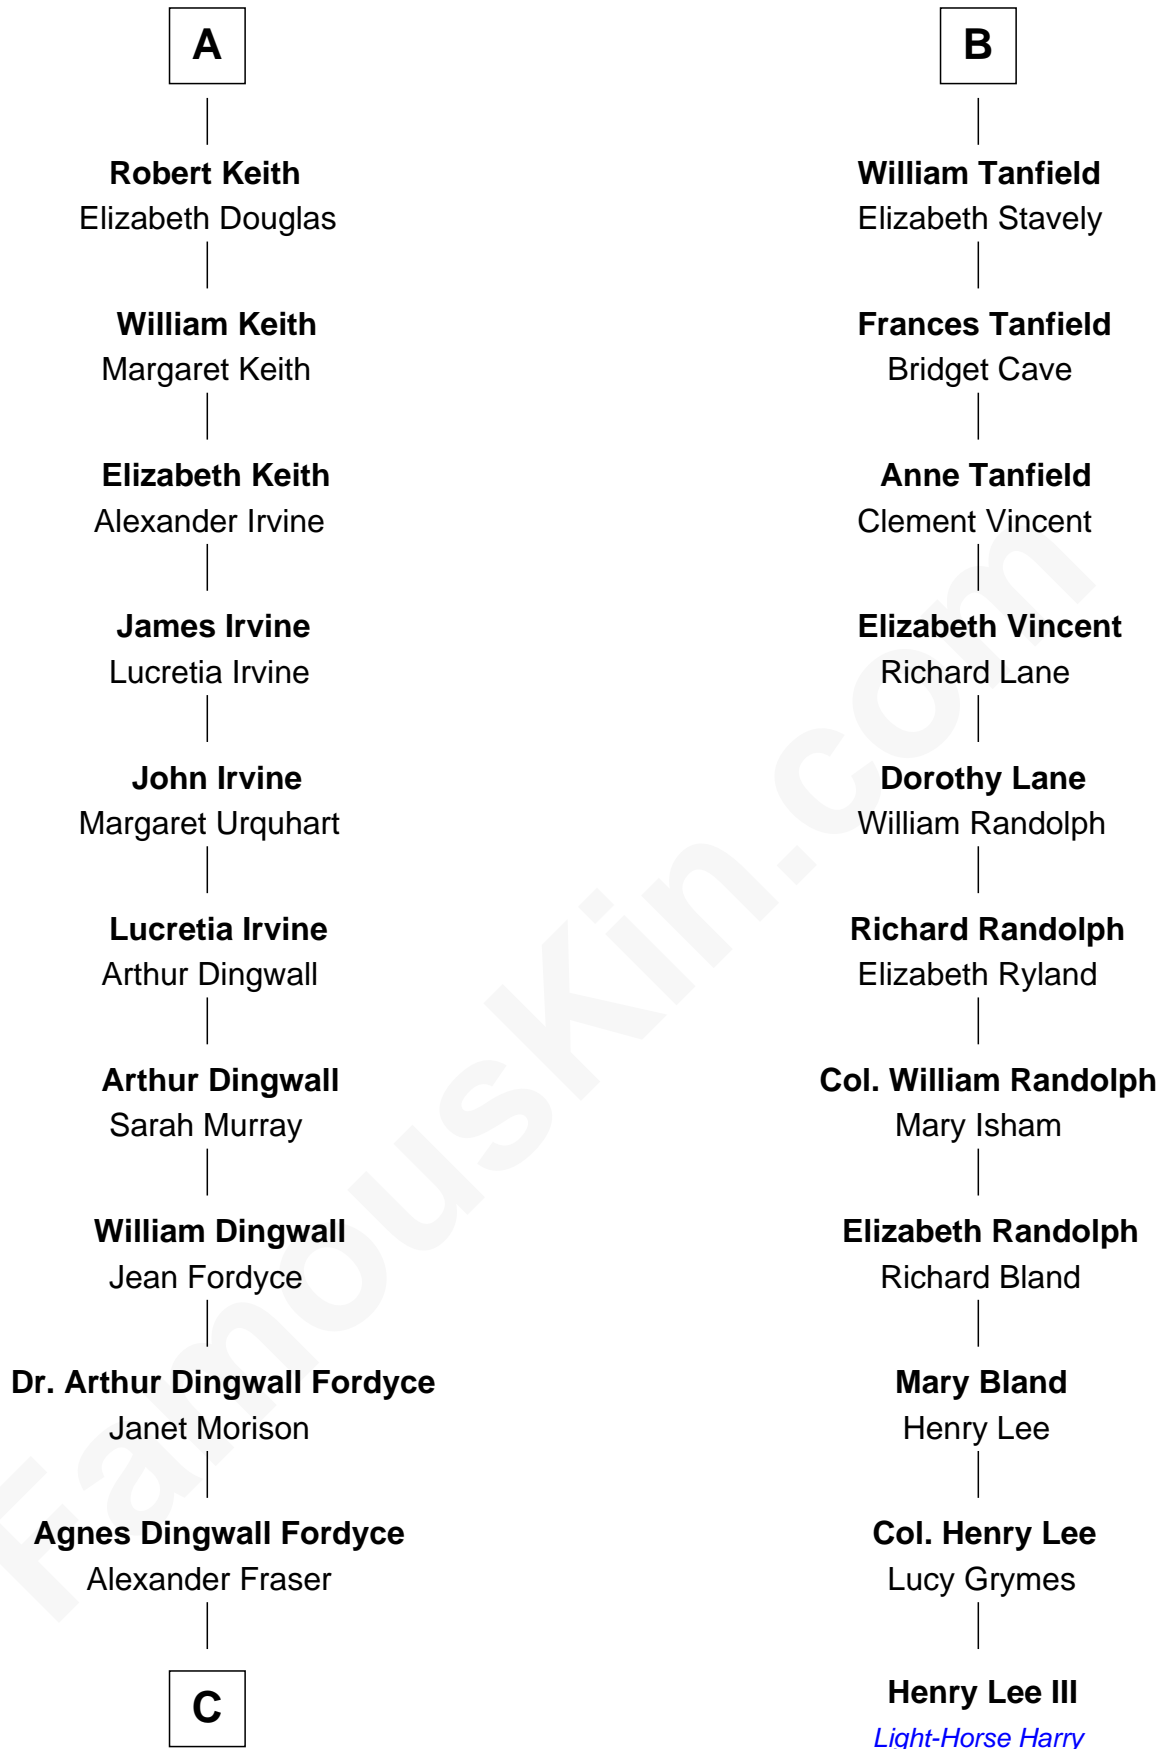 A
Robert Keith
Elizabeth Douglas
William Keith
Margaret Keith
Elizabeth Keith
Alexander Irvine
James Irvine
Lucretia Irvine
John Irvine
Margaret Urquhart
Lucretia Irvine
Arthur Dingwall
Arthur Dingwall
Sarah Murray
William Dingwall
Jean Fordyce
Dr. Arthur Dingwall Fordyce
Janet Morison
Agnes Dingwall Fordyce
Alexander Fraser
C
B
William Tanfield
Elizabeth Stavely
Frances Tanfield
Bridget Cave
Anne Tanfield
Clement Vincent
Elizabeth Vincent
Richard Lane
Dorothy Lane
William Randolph
Richard Randolph
Elizabeth Ryland
Col. William Randolph
Mary Isham
Elizabeth Randolph
Richard Bland
Mary Bland
Henry Lee
Col. Henry Lee
Lucy Grymes
Henry Lee III
Light-Horse Harry
FamousKin.com